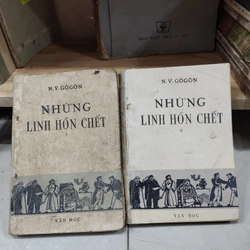 N.V. GÔGÔN
NHỮNG
LINH HỒN CHẾT
I
VĂN HỌC
N.V. GÔGÔN
NHỮNG
LINH HỒN CHẾT
II
VĂN HỌC